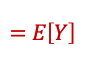 = E[Y]